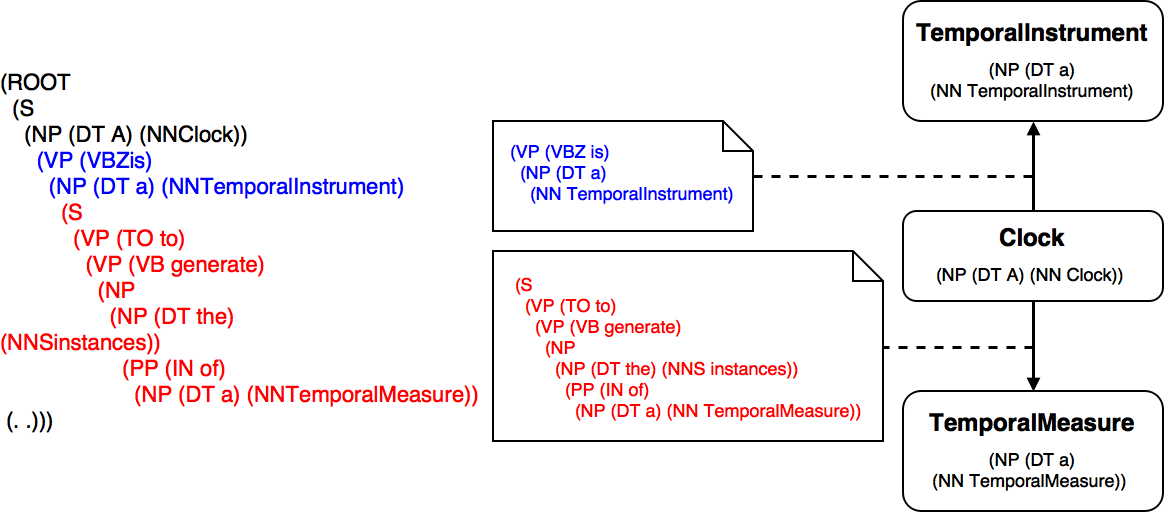 (ROOT
(S
(NP (DT A) (NNClock))
(VP (VBZis)
(NP (DT a) (NNTemporalInstrument)
(S
(VP (TO to)
(VP (VB generate)
(NP
(NP (DT the)
(NNSinstances))
(PP (IN of)
(NP (DT a) (NNTemporalMeasure))
(. .)))
(VP (VBZ is)
(NP (DT a)
(NN TemporalInstrument)
(S
(VP (TO to)
(VP (VB generate)
(NP
(NP (DT the) (NNS instances))
(PP (IN of)
(NP (DT a) (NN TemporalMeasure))
TemporalInstrument
(NP (DT a)
(NN TemporalInstrument)
Clock
(NP (DT A) (NN Clock))
TemporalMeasure
(NP (DT a)
(NN TemporalMeasure))